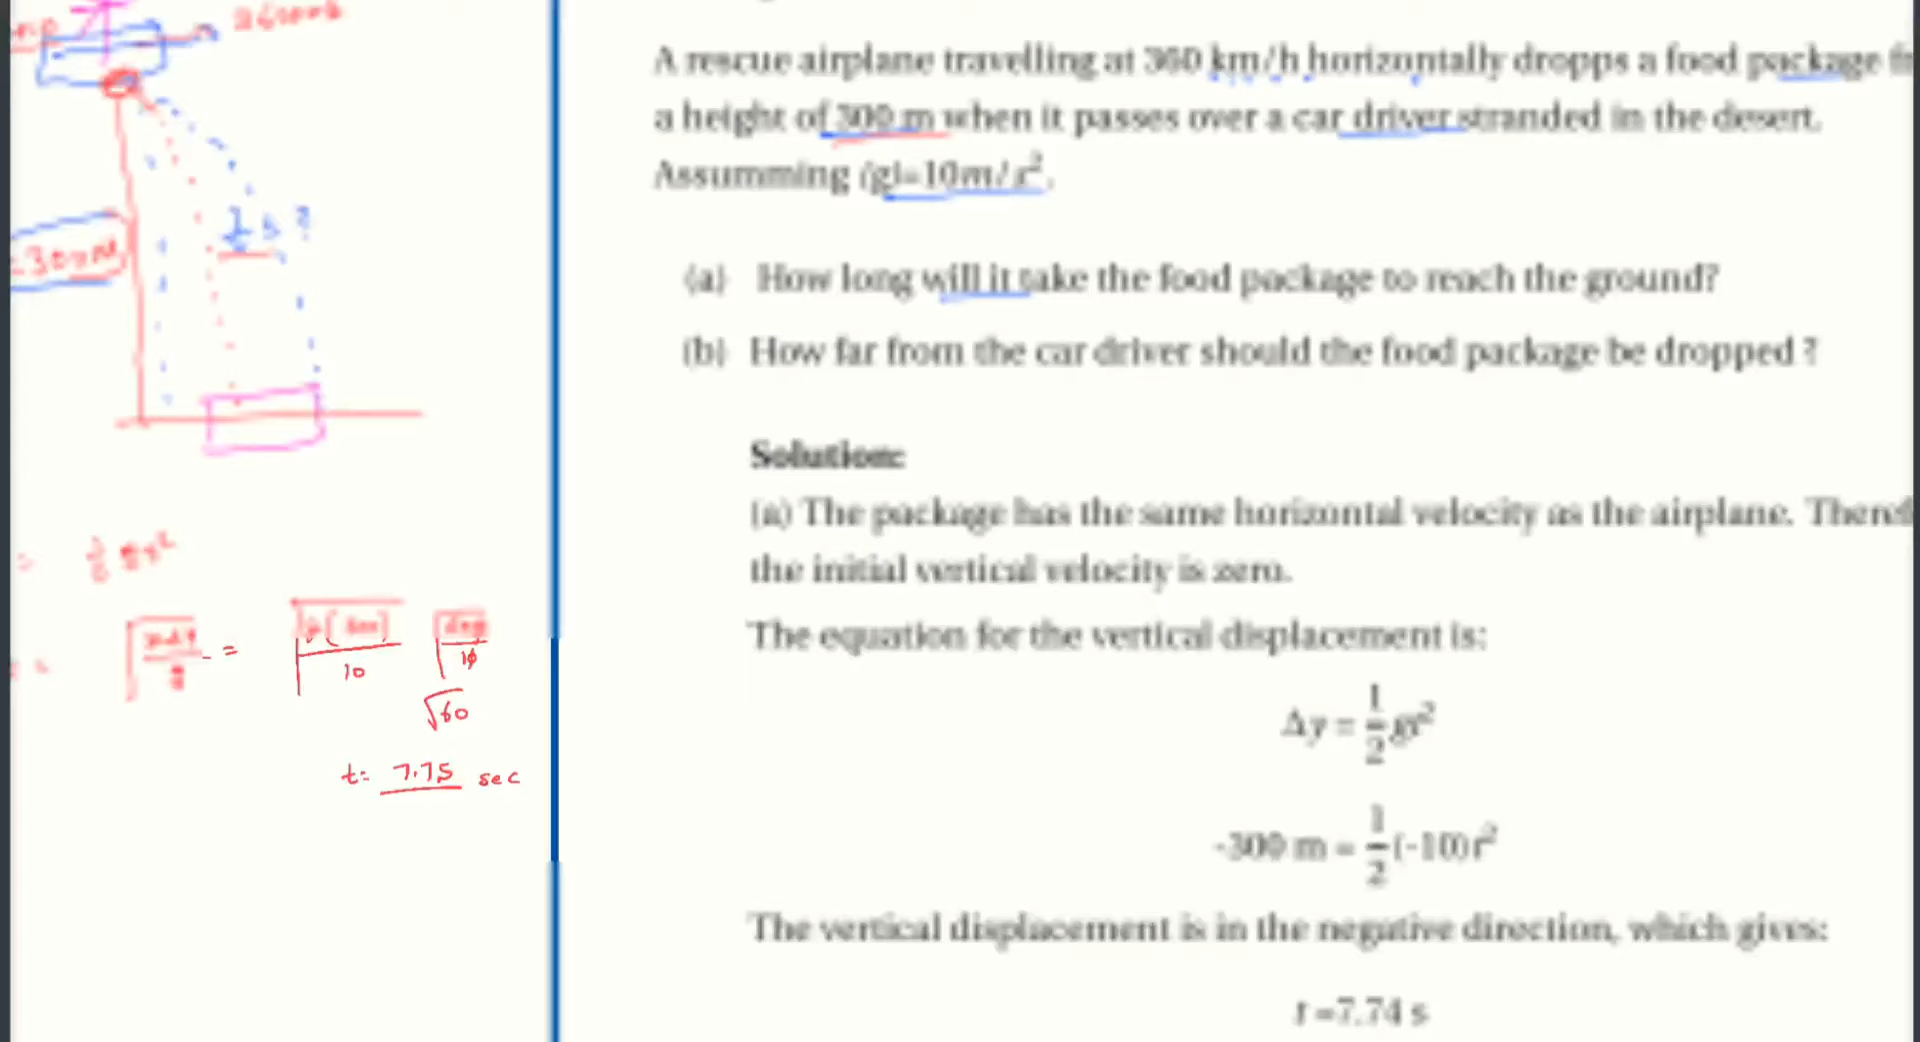 A rescue airplane travelling at 360 km/h horizontally dropps a food package
a height of 300 m when it passes over a car driver stranded in the desert.
Assumming (g)=10m/s².
(a) How long will it take the food package to reach the ground?
(b) How far from the car driver should the food package be dropped ?
Solution:
(a) The package has the same horizontal velocity as the airplane.
the initial vertical velocity is zero.
The equation for the vertical displacement is:
Δy = 1/2 gt²
-300 m = 1/2 (-10)t²
The vertical displacement is in the negative direction, which gives:
t =7.74 s
=
10
10
√60
t= 7.75 sec